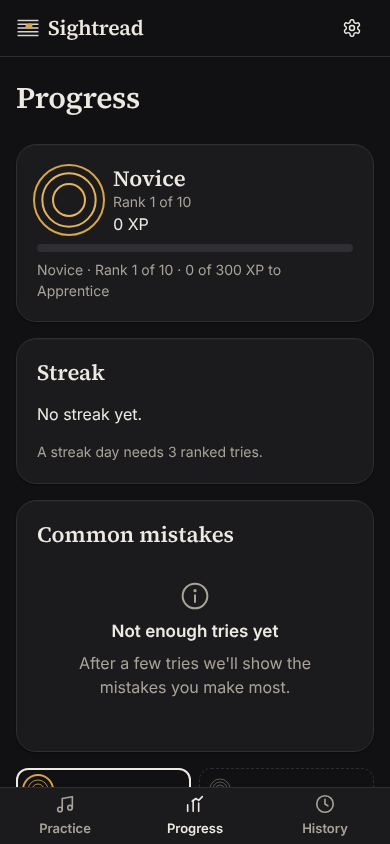 Sightread
Progress
Novice
Rank 1 of 10
0 XP
Novice · Rank 1 of 10 · 0 of 300 XP to
Apprentice
Streak
No streak yet.
A streak day needs 3 ranked tries.
Common mistakes
Not enough tries yet
After a few tries we'll show the
mistakes you make most.
Practice
Progress
History